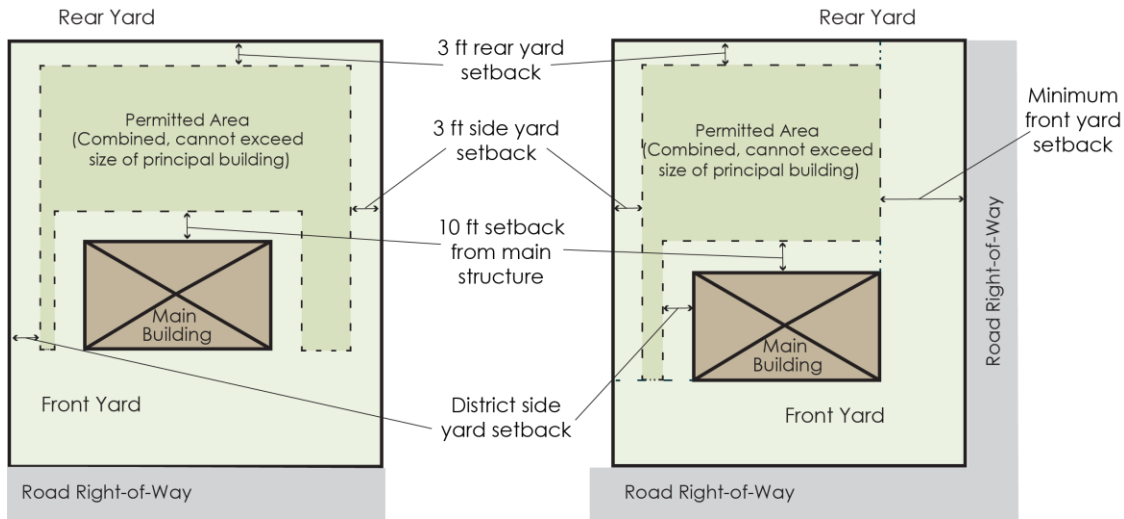 Rear Yard
3 ft rear yard
setback
Permitted Area
(Combined, cannot exceed
size of principal building)
3 ft side yard
setback
10 ft setback
from main
structure
Main
Building
Front Yard
District side
yard setback
Road Right-of-Way
Rear Yard
Minimum
front yard
setback
Permitted Area
(Combined, cannot exceed
size of principal building)
Road Right-of-Way
Main
Building
Front Yard
Road Right-of-Way